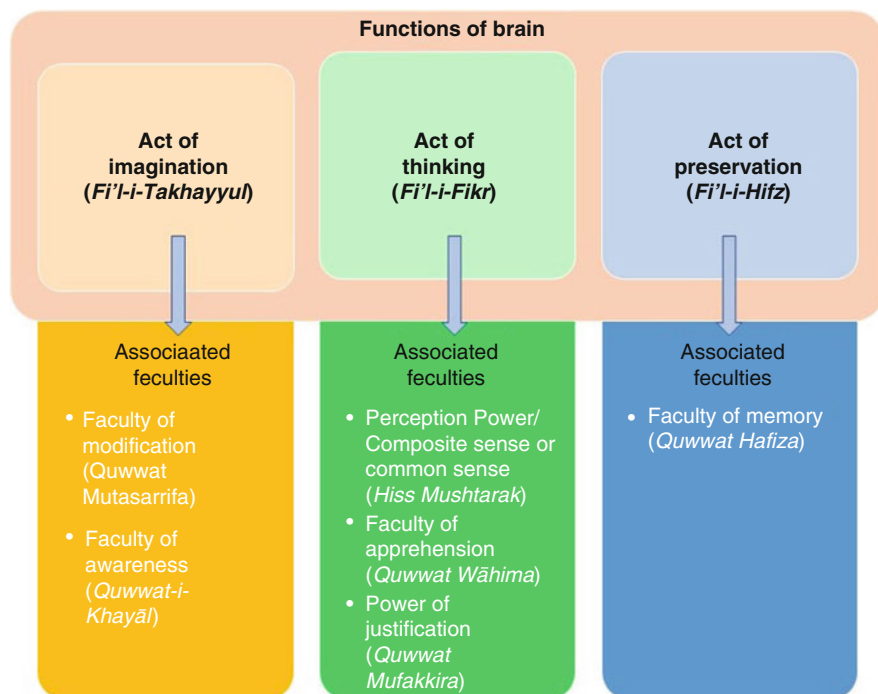 Functions of brain
Act of
imagination
(Fi’l-i-Takhayyul)
Act of
thinking
(Fi’l-i-Fikr)
Act of
preservation
(Fi’l-i-Hifz)
Associaated
feculties
• Faculty of
modification
(Quwwat
Mutasarrifa)
• Faculty of
awareness
(Quwwat-i-
Khayāl)
Associated
feculties
• Perception Power/
Composite sense or
common sense
(Hiss Mushtarak)
• Faculty of
apprehension
(Quwwat Wāhima)
• Power of
justification
(Quwwat
Mufakkira)
Associated
feculties
• Faculty of memory
(Quwwat Hafiza)